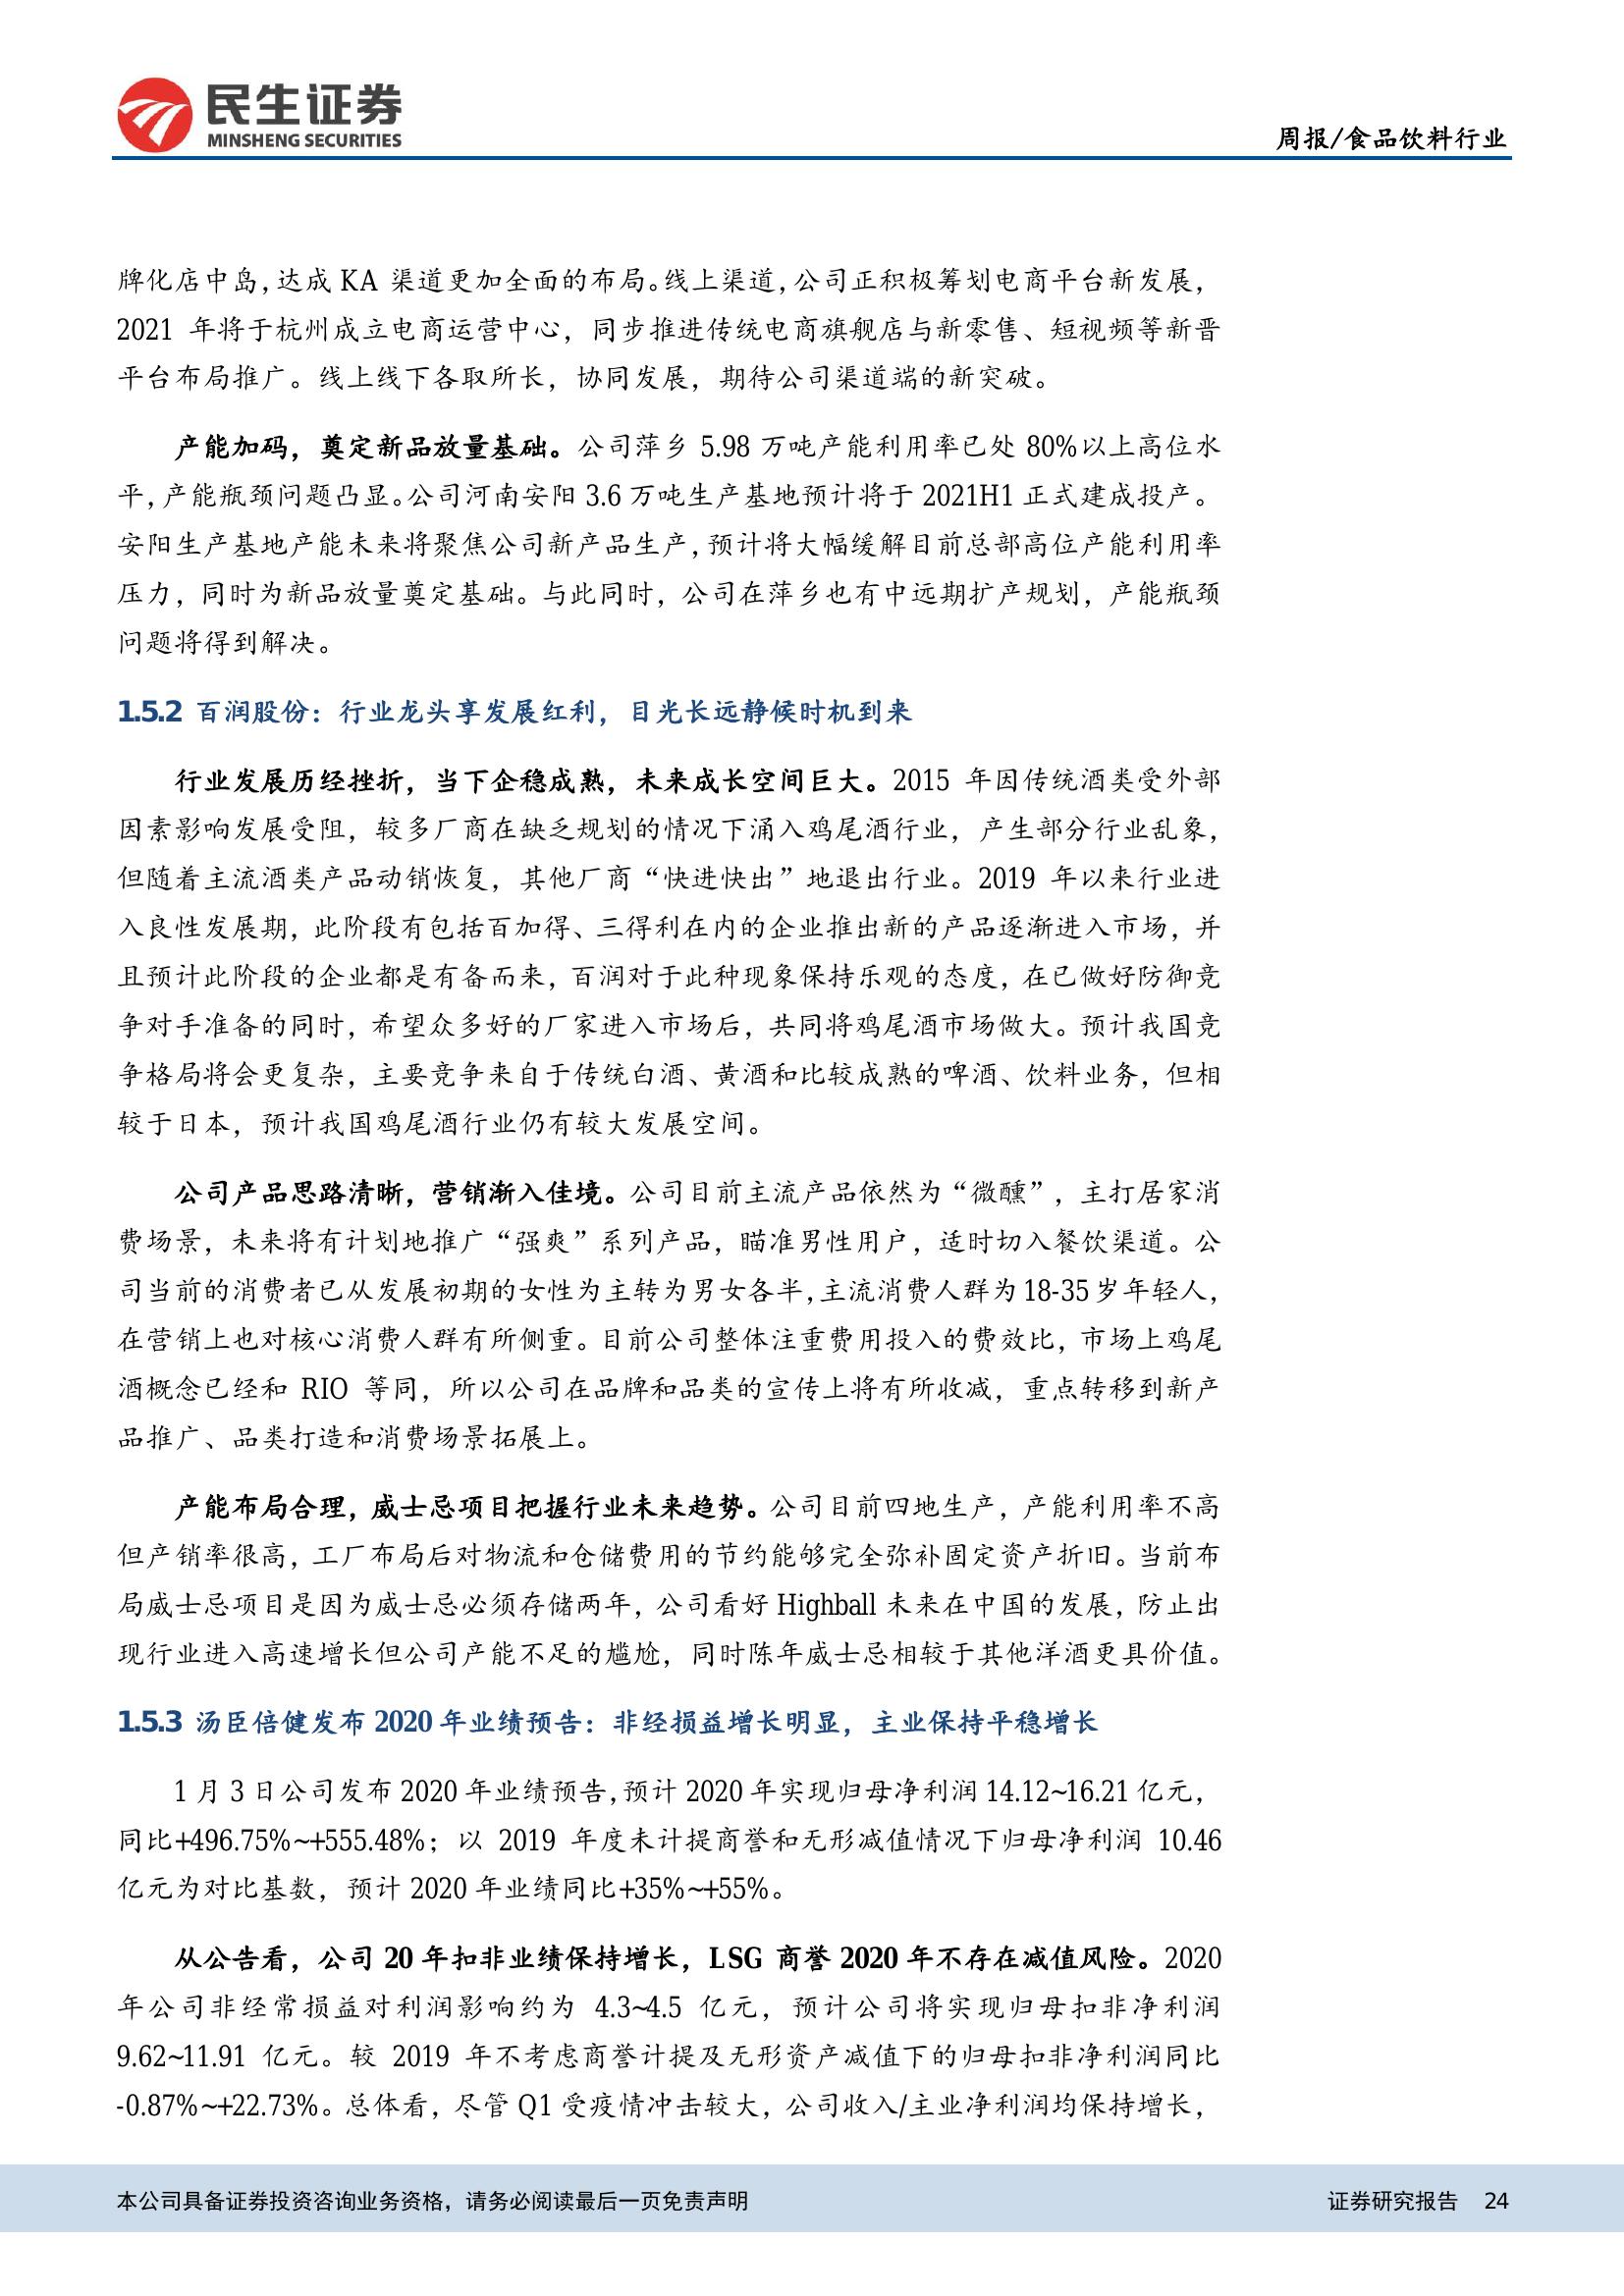 民生证券
MINSHENG SECURITIES
周报/食品饮料行业
牌化店中岛，达成 KA 渠道更加全面的布局。线上渠道，公司正积极筹划电商平台新发展，
2021 年将于杭州成立电商运营中心，同步推进传统电商旗舰店与新零售、短视频等新晋
平台布局推广。线上线下各取所长，协同发展，期待公司渠道端的新突破。
产能加码，奠定新品放量基础。公司萍乡 5.98 万吨产能利用率已处 80%以上高位水
平，产能瓶颈问题凸显。公司河南安阳 3.6 万吨生产基地预计将于 2021H1 正式建成投产。
安阳生产基地产能未来将聚焦公司新产品生产，预计将大幅缓解目前总部高位产能利用率
压力，同时为新品放量奠定基础。与此同时，公司在萍乡也有中远期扩产规划，产能瓶颈
问题将得到解决。
1.5.2 百润股份：行业龙头享发展红利，目光长远静候时机到来
行业发展历经挫折，当下企稳成熟，未来成长空间巨大。2015 年因传统酒类受外部
因素影响发展受阻，较多厂商在缺乏规划的情况下涌入鸡尾酒行业，产生部分行业乱象，
但随着主流酒类产品动销恢复，其他厂商“快进快出”地退出行业。2019 年以来行业进
入良性发展期，此阶段有包括百加得、三得利在内的企业推出新的产品逐渐进入市场，并
且预计此阶段的企业都是有备而来，百润对于此种现象保持乐观的态度，在已做好防御竞
争对手准备的同时，希望众多好的厂家进入市场后，共同将鸡尾酒市场做大。预计我国竞
争格局将会更复杂，主要竞争来自于传统白酒、黄酒和比较成熟的啤酒、饮料业务，但相
较于日本，预计我国鸡尾酒行业仍有较大发展空间。
公司产品思路清晰，营销渐入佳境。公司目前主流产品依然为“微醺”，主打居家消
费场景，未来将有计划地推广“强爽”系列产品，瞄准男性用户，适时切入餐饮渠道。公
司当前的消费者已从发展初期的女性为主转为男女各半，主流消费人群为 18-35 岁年轻人，
在营销上也对核心消费人群有所侧重。目前公司整体注重费用投入的费效比，市场上鸡尾
酒概念已经和 RIO 等同，所以公司在品牌和品类的宣传上将有所收减，重点转移到新产
品推广、品类打造和消费场景拓展上。
产能布局合理，威士忌项目把握行业未来趋势。公司目前四地生产，产能利用率不高
但产销率很高，工厂布局后对物流和仓储费用的节约能够完全弥补固定资产折旧。当前布
局威士忌项目是因为威士忌必须存储两年，公司看好 Highball 未来在中国的发展，防止出
现行业进入高速增长但公司产能不足的尴尬，同时陈年威士忌相较于其他洋酒更具价值。
1.5.3 汤臣倍健发布 2020 年业绩预告：非经损益增长明显，主业保持平稳增长
1 月 3 日公司发布 2020 年业绩预告，预计 2020 年实现归母净利润 14.12~16.21 亿元，
同比+496.75%~+555.48%；以 2019 年度未计提商誉和无形减值情况下归母净利润 10.46
亿元为对比基数，预计 2020 年业绩同比+35%~+55%。
从公告看，公司 20 年扣非业绩保持增长，LSG 商誉 2020 年不存在减值风险。2020
年公司非经常损益对利润影响约为 4.3~4.5 亿元，预计公司将实现归母扣非净利润
9.62~11.91 亿元。较 2019 年不考虑商誉计提及无形资产减值下的归母扣非净利润同比
-0.87%~+22.73%。总体看，尽管 Q1 受疫情冲击较大，公司收入/主业净利润均保持增长，
本公司具备证券投资咨询业务资格，请务必阅读最后一页免责声明
证券研究报告 24